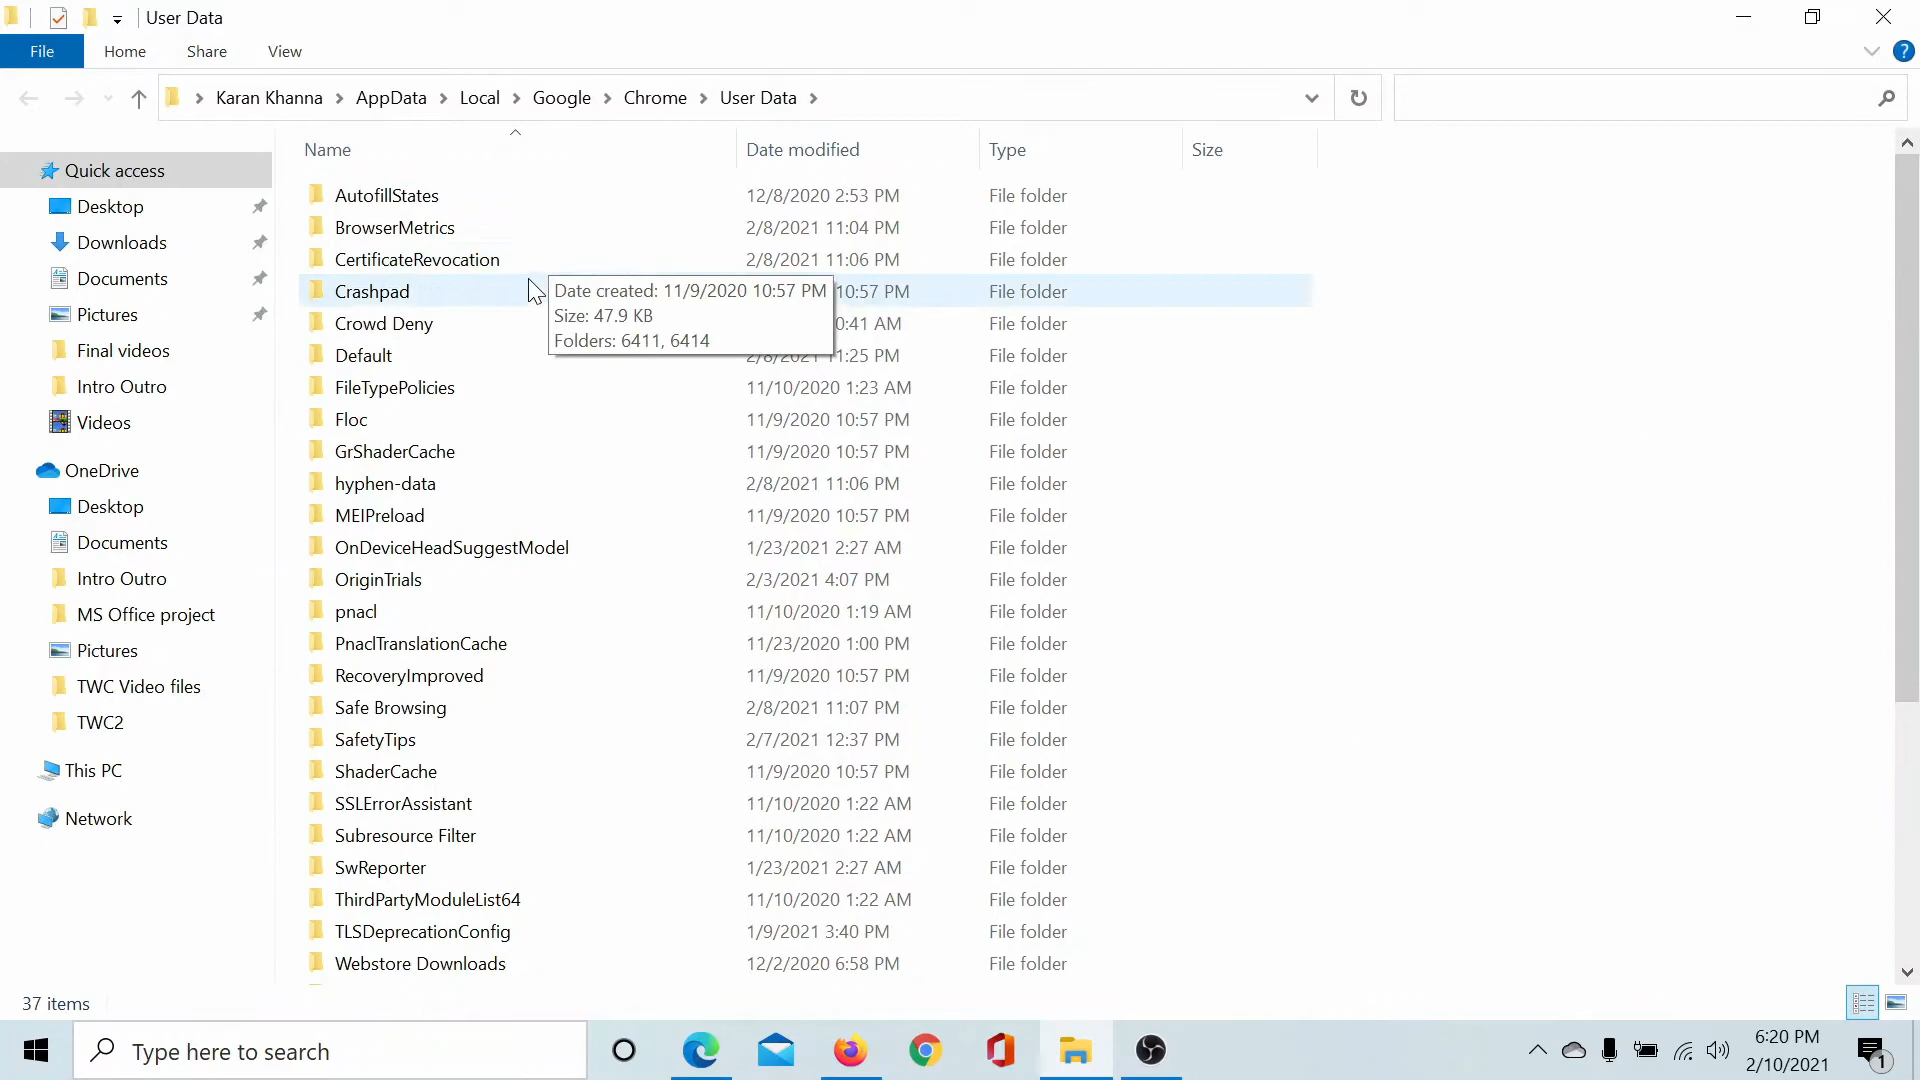 User Data
File Home Share View
Karan Khanna AppData Local Google Chrome User Data
Name Date modified Type Size
Quick access
Desktop
Downloads
Documents
Pictures
Final videos
Intro Outro
Videos
OneDrive
Desktop
Documents
Intro Outro
MS Office project
Pictures
TWC Video files
TWC2
This PC
Network
AutofillStates 12/8/2020 2:53 PM File folder
BrowserMetrics 2/8/2021 11:04 PM File folder
CertificateRevocation 2/8/2021 11:06 PM File folder
Crashpad 10:57 PM File folder
Crowd Deny 0:41 AM File folder
Default 2/8/2021 11:25 PM File folder
FileTypePolicies 11/10/2020 1:23 AM File folder
Floc 11/9/2020 10:57 PM File folder
GrShaderCache 11/9/2020 10:57 PM File folder
hyphen-data 2/8/2021 11:06 PM File folder
MEIPreload 11/9/2020 10:57 PM File folder
OnDeviceHeadSuggestModel 1/23/2021 2:27 AM File folder
OriginTrials 2/3/2021 4:07 PM File folder
pnacl 11/10/2020 1:19 AM File folder
PnaclTranslationCache 11/23/2020 1:00 PM File folder
RecoveryImproved 11/9/2020 10:57 PM File folder
Safe Browsing 2/8/2021 11:07 PM File folder
SafetyTips 2/7/2021 12:37 PM File folder
ShaderCache 11/9/2020 10:57 PM File folder
SSLErrorAssistant 11/10/2020 1:22 AM File folder
Subresource Filter 11/10/2020 1:22 AM File folder
SwReporter 1/23/2021 2:27 AM File folder
ThirdPartyModuleList64 11/10/2020 1:22 AM File folder
TLSDeprecationConfig 1/9/2021 3:40 PM File folder
Webstore Downloads 12/2/2020 6:58 PM File folder
Date created: 11/9/2020 10:57 PM
Size: 47.9 KB
Folders: 6411, 6414
37 items
Type here to search
6:20 PM
2/10/2021
1